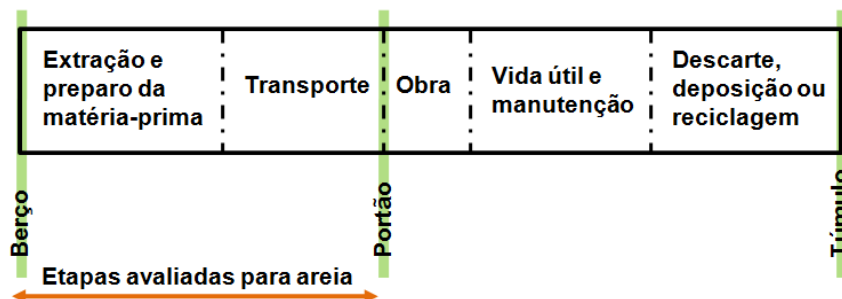 Extração e
preparo da
matéria-prima
Transporte
Obra
Vida útil e
manutenção
Descarte,
deposição ou
reciclagem
Berço
Portão
Túmulo
Etapas avaliadas para areia